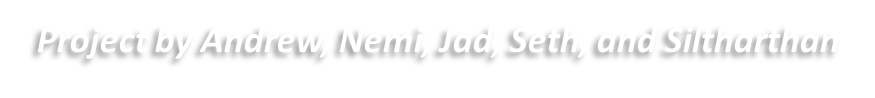 Project by Andrew, Nemi, Jad, Seth, and Siltharthan